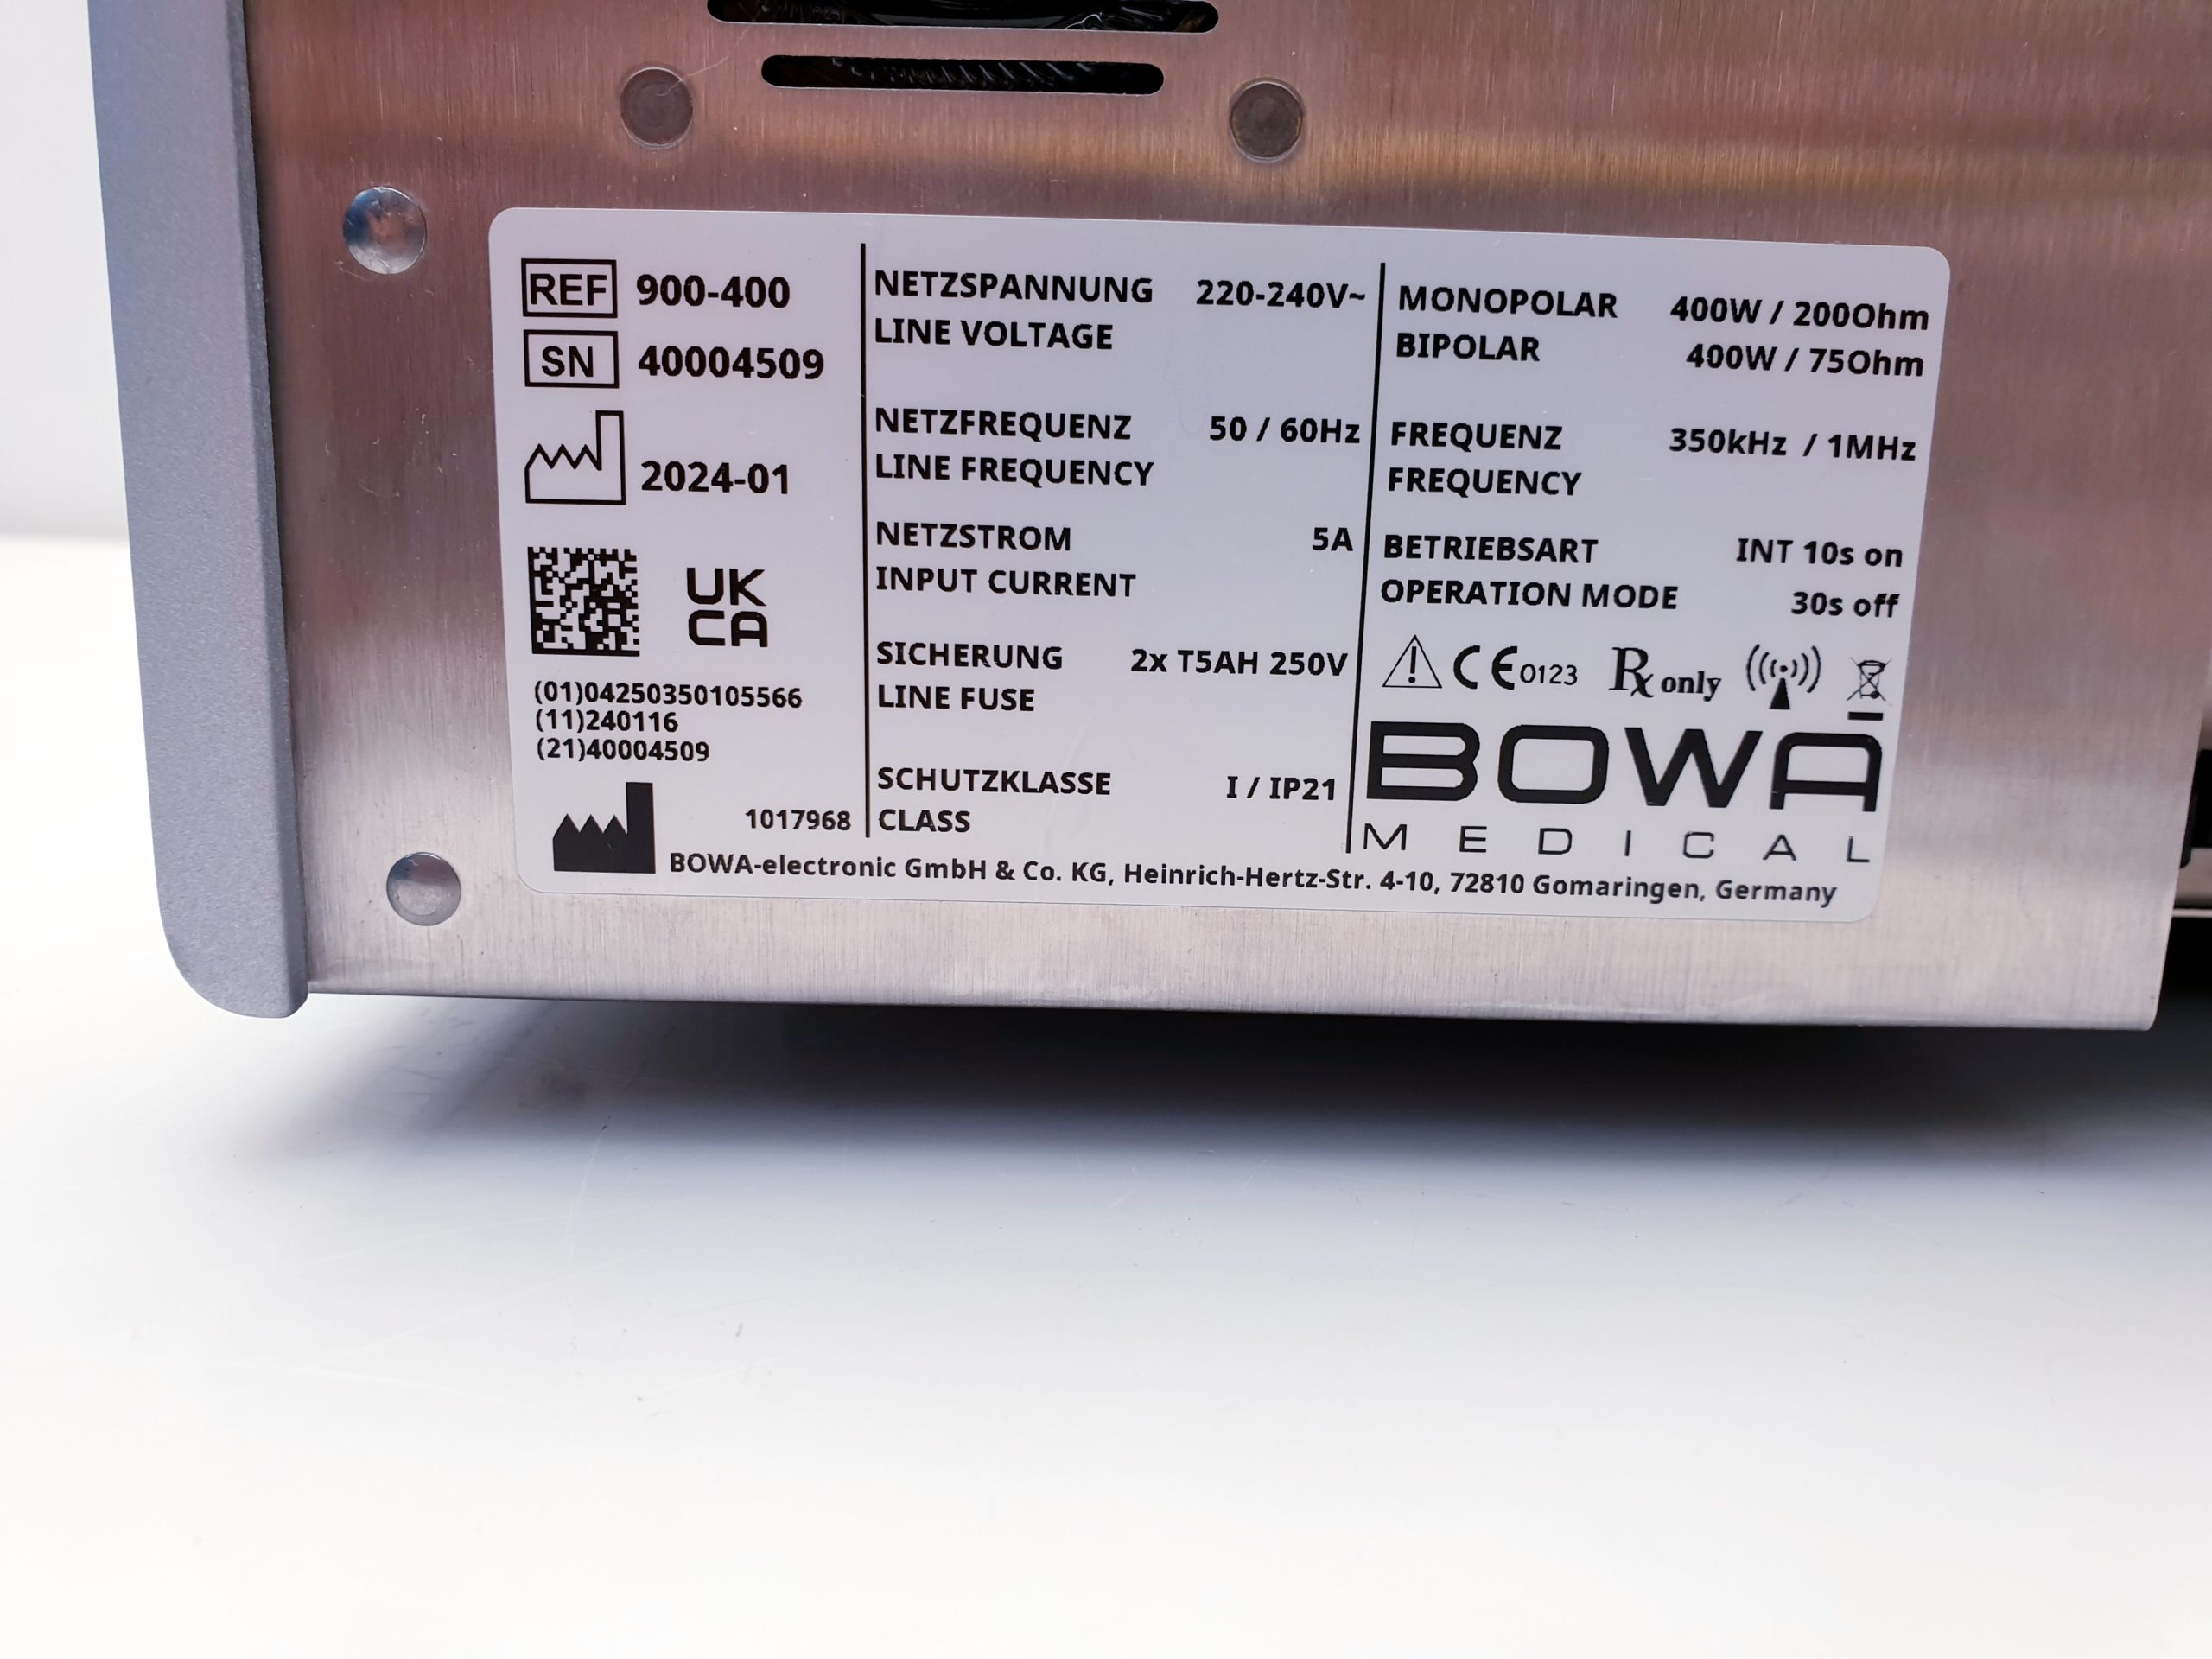 REF 900-400
SN 40004509
2024-01
UK
CA
(01)04250350105566
(11)240116
(21)40004509
1017968
NETZSPANNUNG 220-240V~
LINE VOLTAGE
NETZFREQUENZ 50 / 60Hz
LINE FREQUENCY
NETZSTROM 5A
INPUT CURRENT
SICHERUNG 2x T5AH 250V
LINE FUSE
SCHUTZKLASSE I / IP21
CLASS
MONOPOLAR 400W / 200Ohm
BIPOLAR 400W / 75Ohm
FREQUENZ 350kHz / 1MHz
FREQUENCY
BETRIEBSART INT 10s on
OPERATION MODE 30s off
CE 0123 Rx only
BOWA
MEDICAL
BOWA-electronic GmbH & Co. KG, Heinrich-Hertz-Str. 4-10, 72810 Gomaringen, Germany